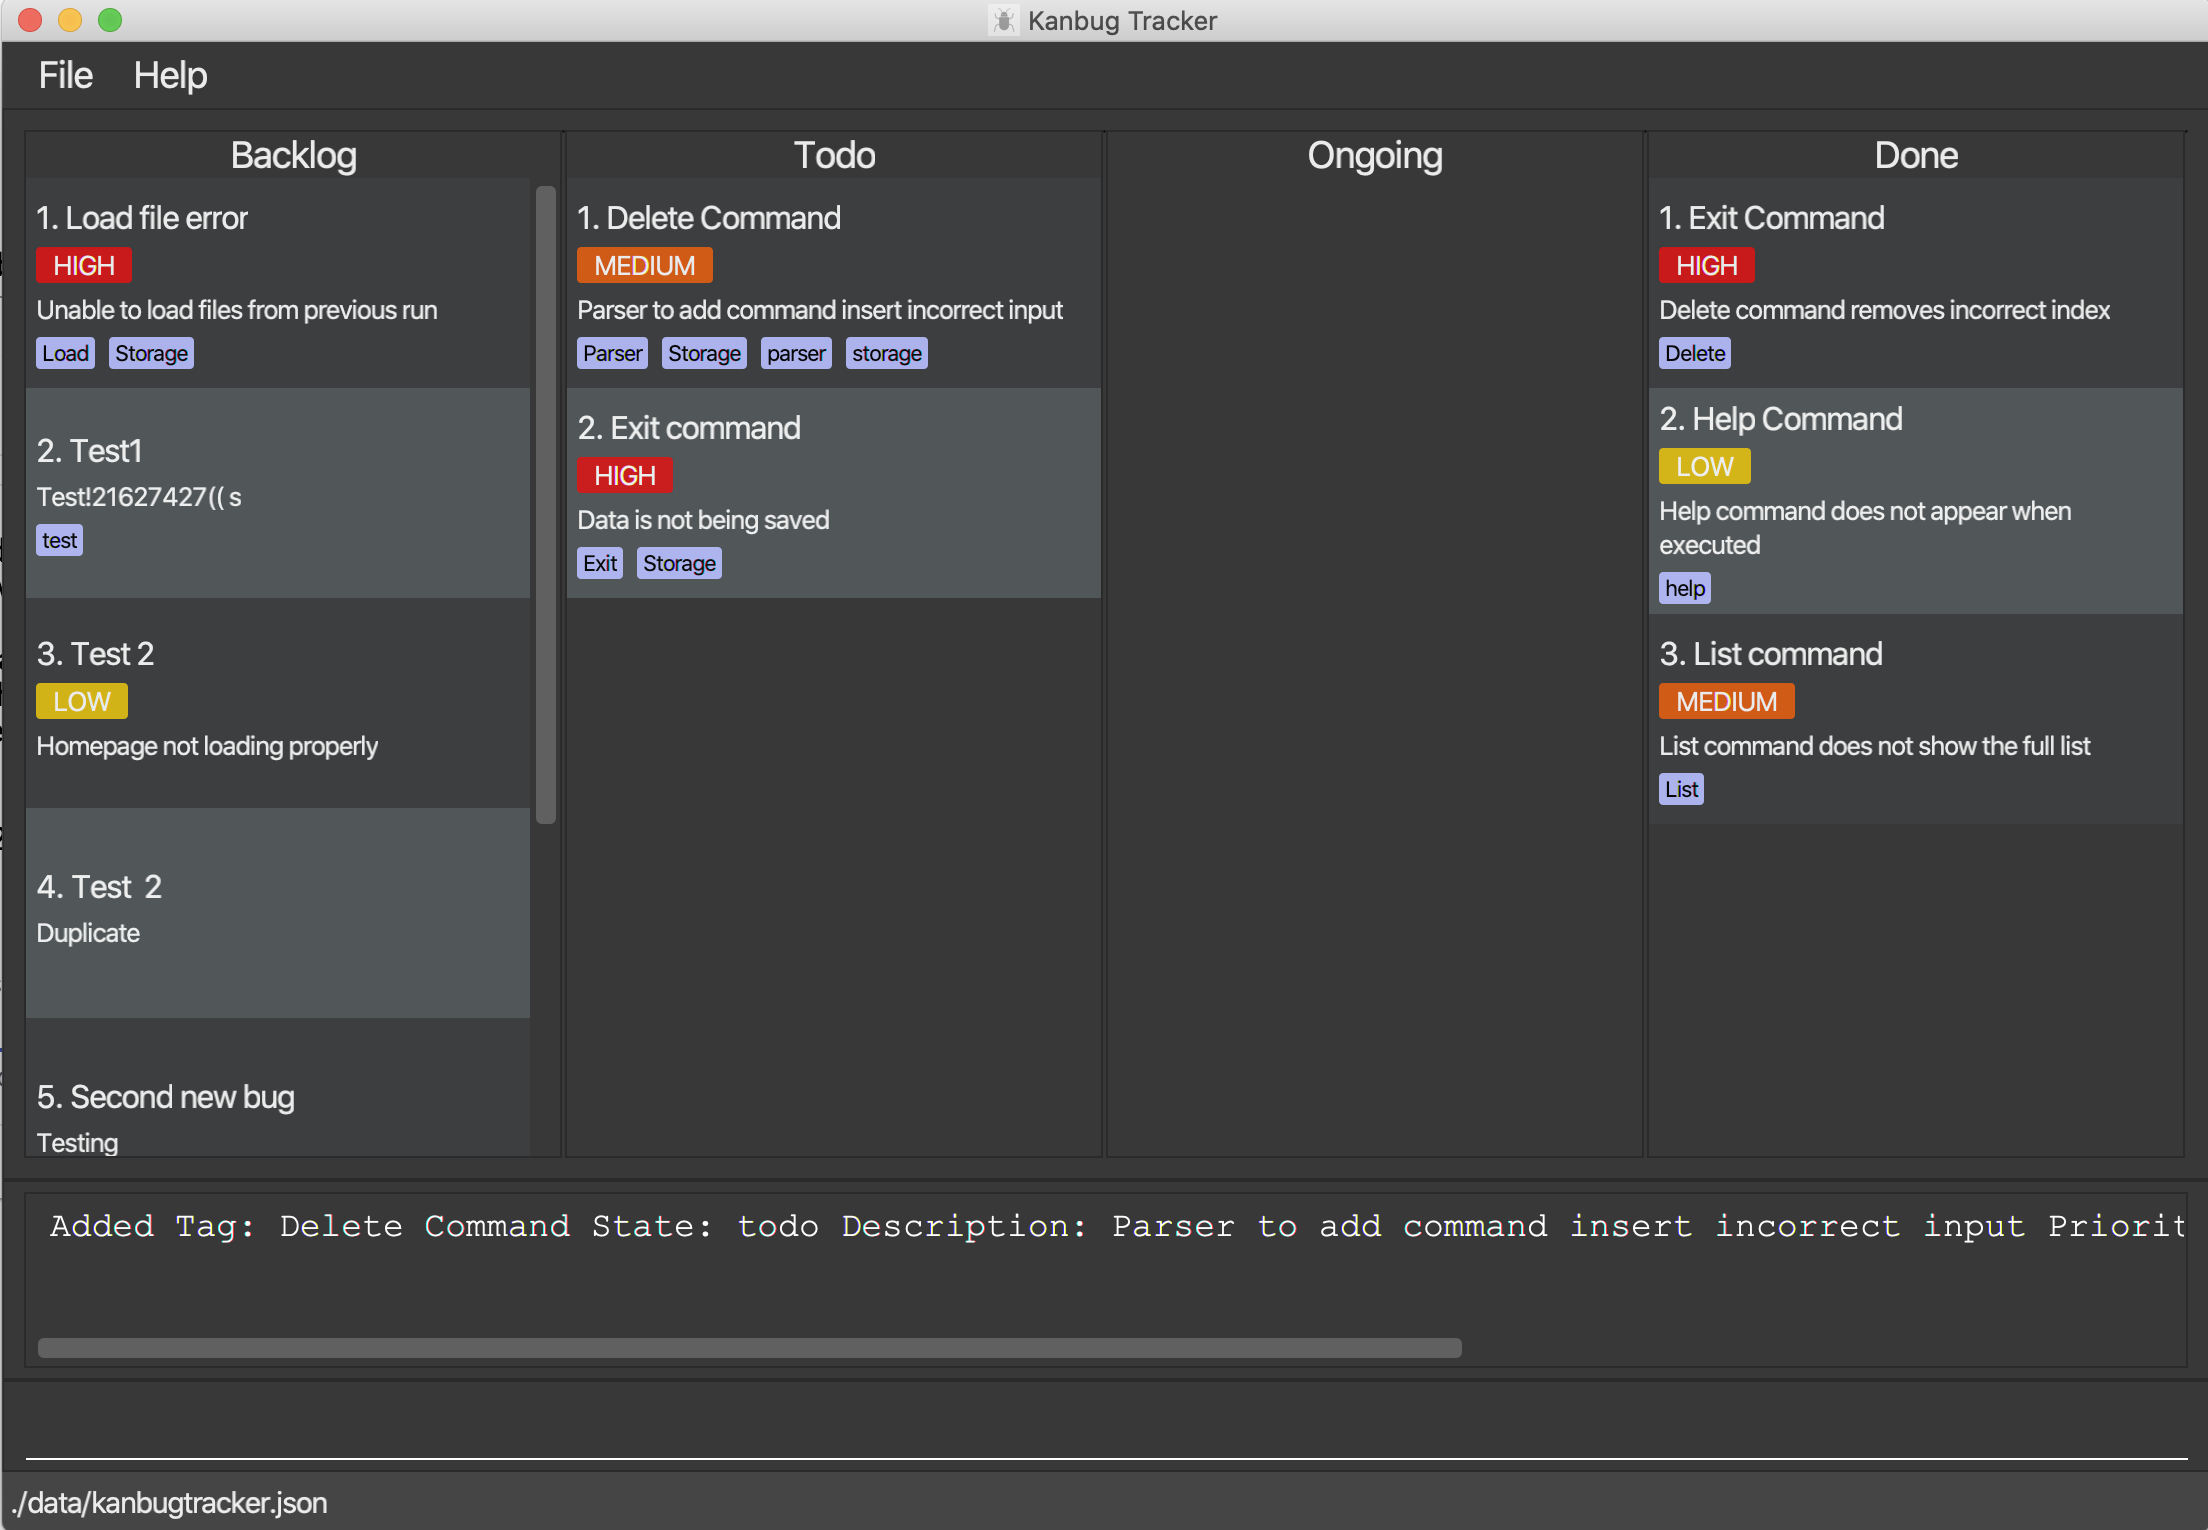 Kanbug Tracker
File Help
Backlog
1. Load file error
HIGH
Unable to load files from previous run
Load Storage
2. Test1
Test!21627427(( s
test
3. Test 2
LOW
Homepage not loading properly
4. Test  2
Duplicate
5. Second new bug
Testing
Todo
1. Delete Command
MEDIUM
Parser to add command insert incorrect input
Parser Storage parser storage
2. Exit command
HIGH
Data is not being saved
Exit Storage
Ongoing
Done
1. Exit Command
HIGH
Delete command removes incorrect index
Delete
2. Help Command
LOW
Help command does not appear when
executed
help
3. List command
MEDIUM
List command does not show the full list
List
Added Tag: Delete Command State: todo Description: Parser to add command insert incorrect input Priorit
./data/kanbugtracker.json